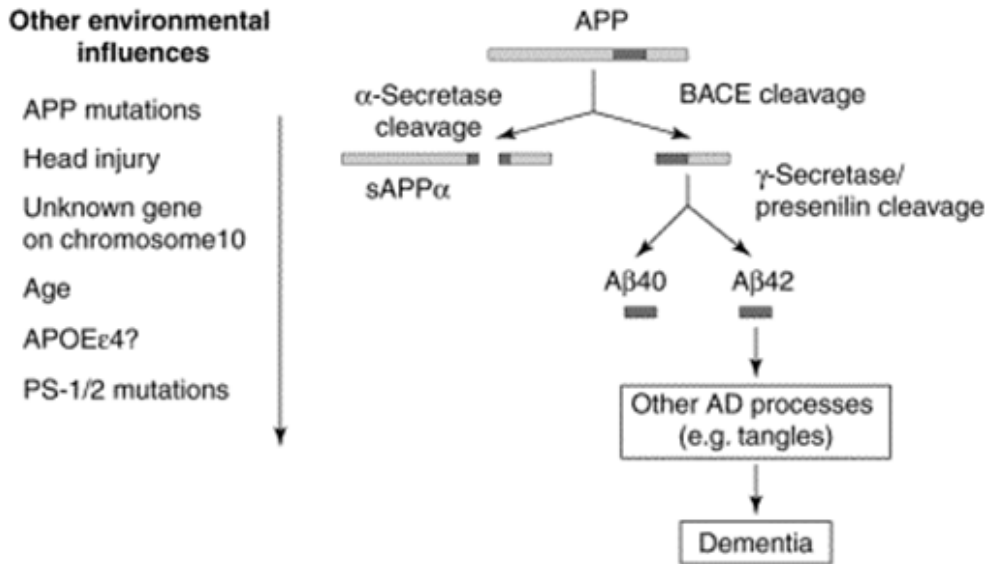 Other environmental
influences
APP mutations
Head injury
Unknown gene
on chromosome10
Age
APOEε4?
PS-1/2 mutations
APP
α-Secretase
cleavage
BACE cleavage
sAPPα
γ-Secretase/
presenilin cleavage
Aβ40
Aβ42
Other AD processes
(e.g. tangles)
Dementia